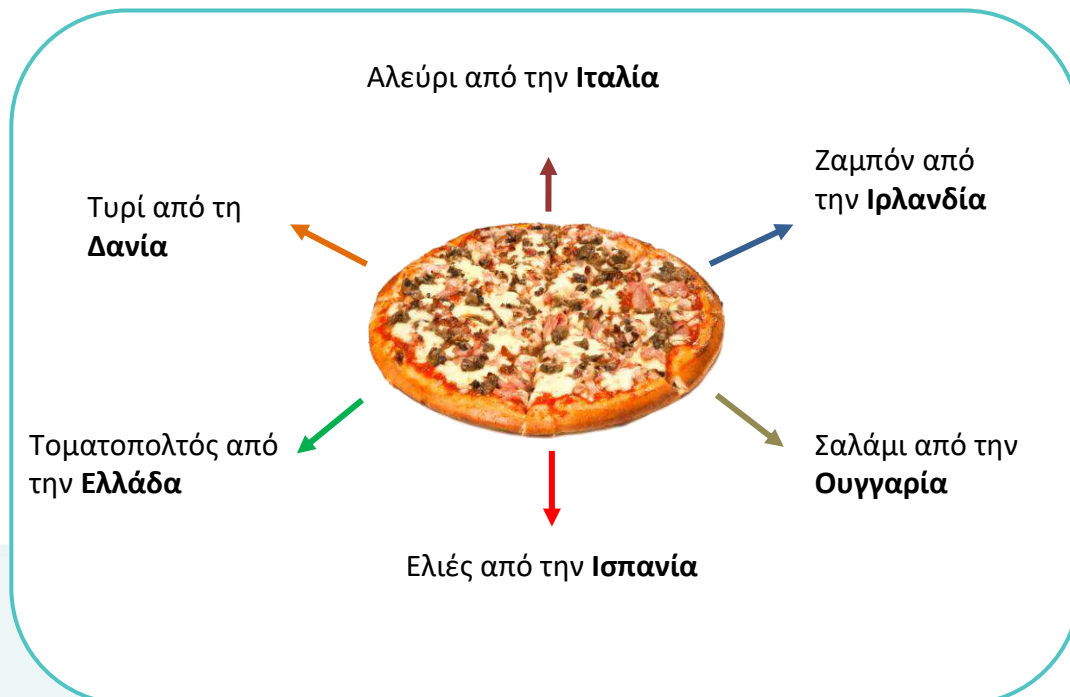 Αλεύρι από την Ιταλία
Ζαμπόν από
την Ιρλανδία
Τυρί από τη
Δανία
Τοματοπολτός από
την Ελλάδα
Σαλάμι από την
Ουγγαρία
Ελιές από την Ισπανία